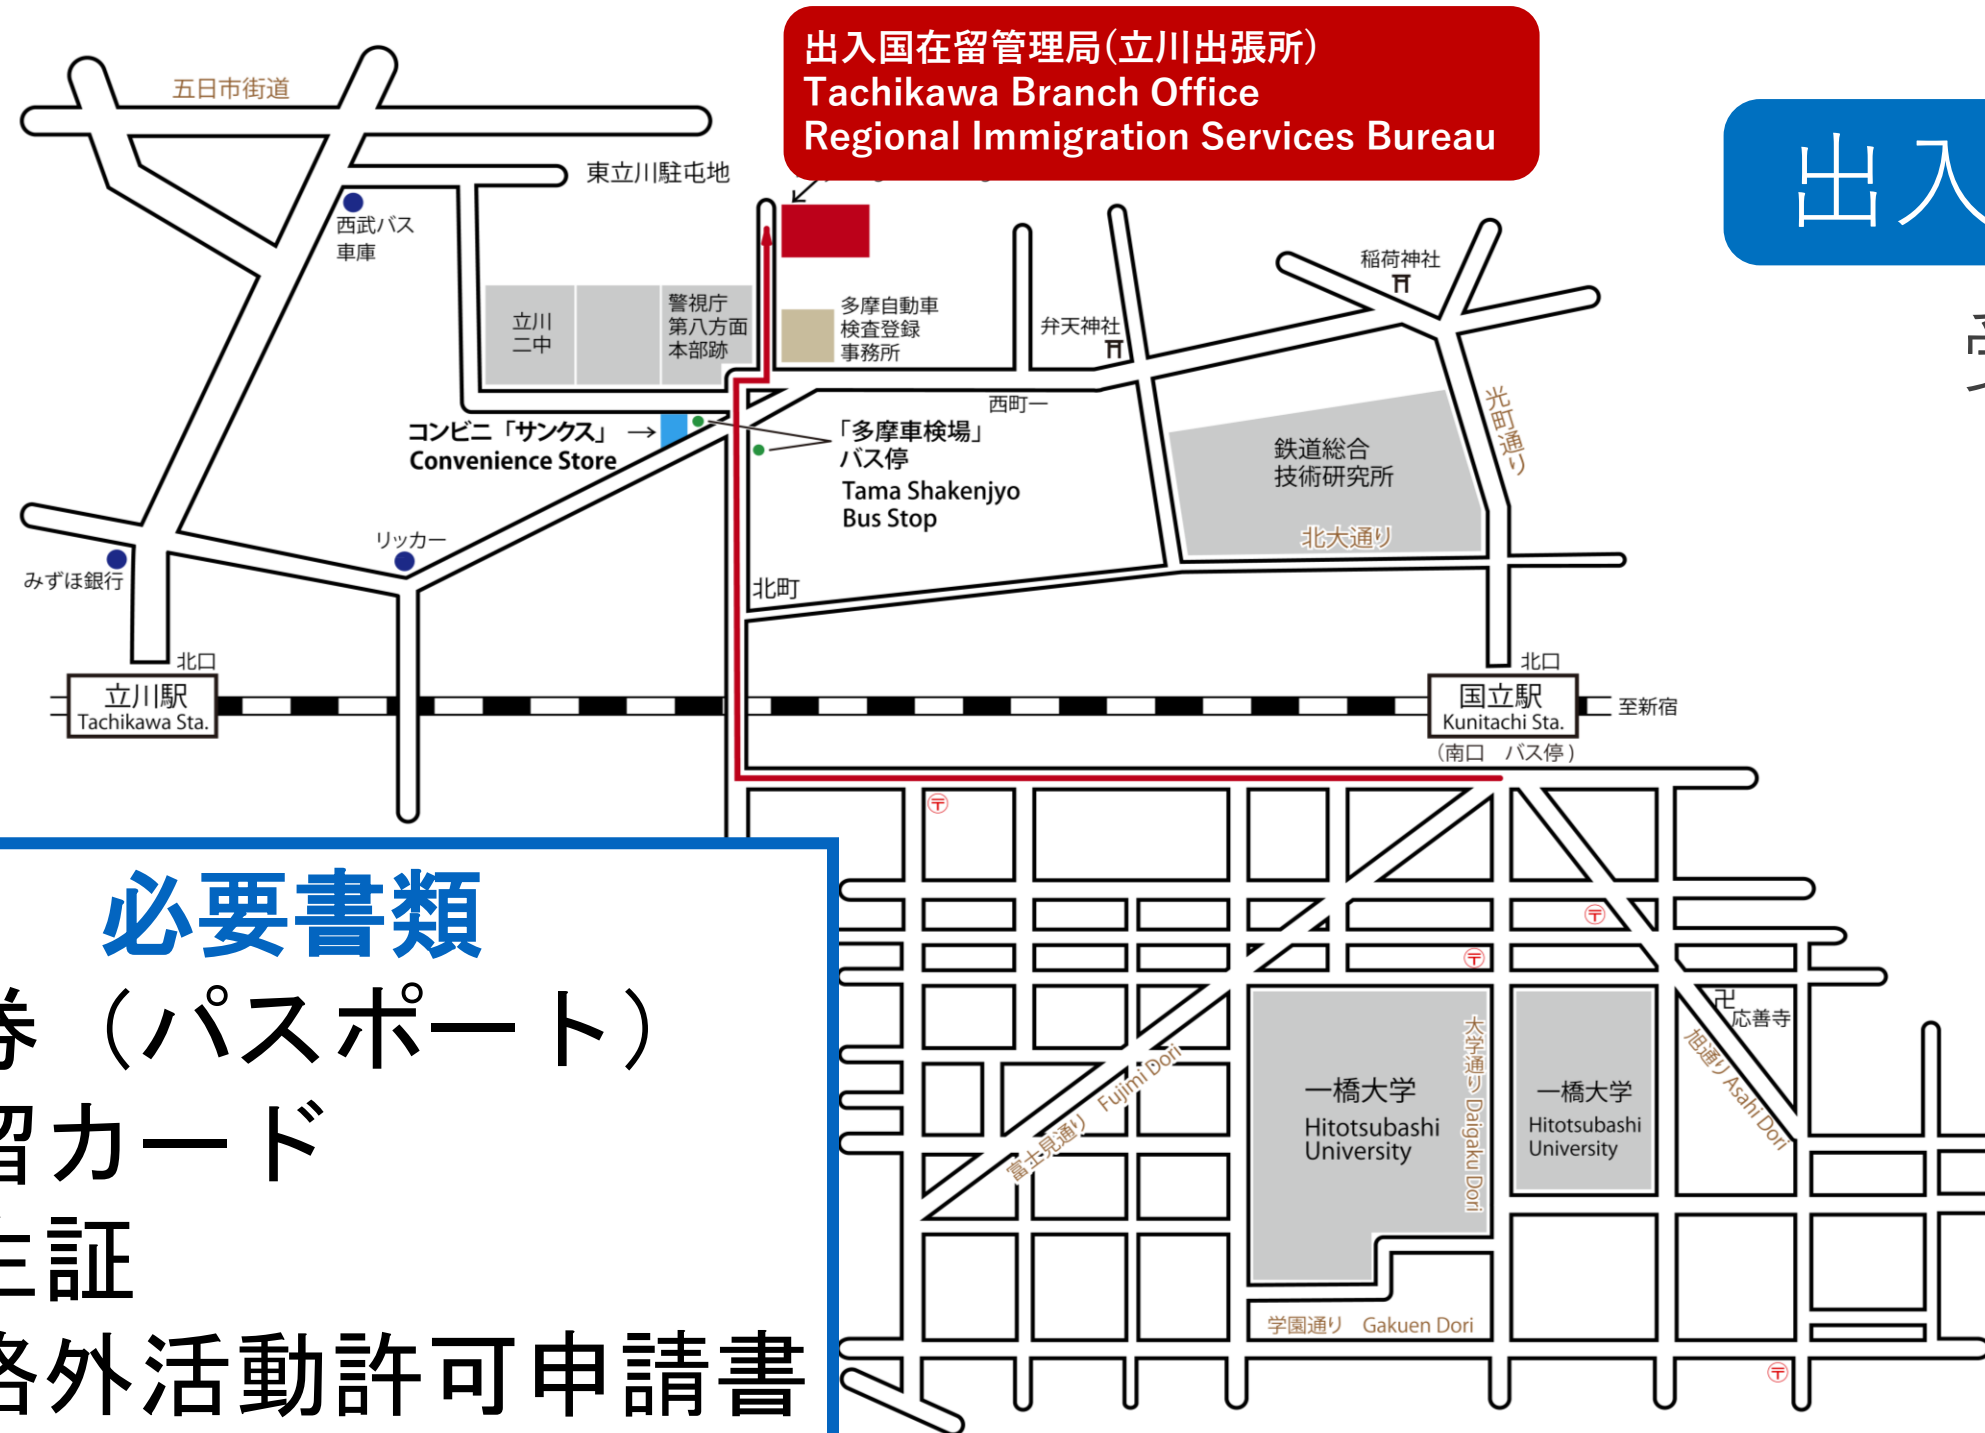 出入国在留管理局(立川出張所)
Tachikawa Branch Office
Regional Immigration Services Bureau
出入
五日市街道
東立川駐屯地
西武バス
車庫
立川
二中
警視庁
第八方面
本部跡
多摩自動車
検査登録
事務所
弁天神社
稲荷神社
西町一
光町通り
コンビニ「サンクス」 →
Convenience Store
「多摩車検場」
バス停
Tama Shakenjyo
Bus Stop
鉄道総合
技術研究所
北大通り
リッカー
みずほ銀行
北町
北口
立川駅
Tachikawa Sta.
北口
国立駅
Kunitachi Sta.
(南口 バス停)
至新宿
〒
〒
〒
〒
必要書類
券（パスポート）
留カード
生証
格外活動許可申請書
卍
応善寺
旭通り Asahi Dori
大学通り Daigaku Dori
富士見通り Fujimi Dori
一橋大学
Hitotsubashi
University
一橋大学
Hitotsubashi
University
学園通り Gakuen Dori